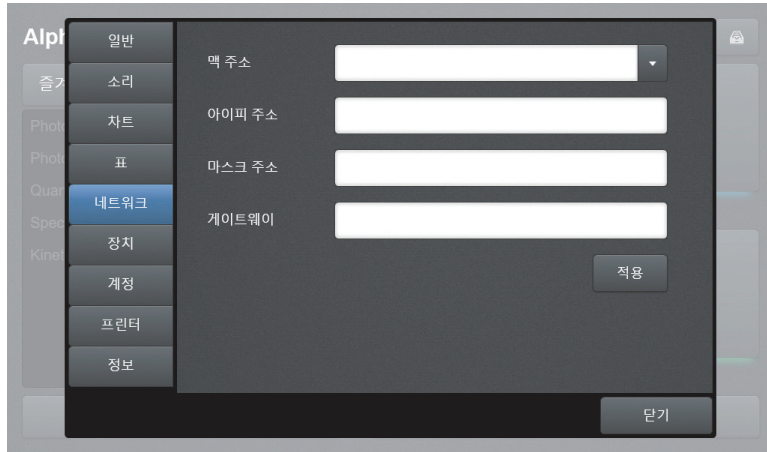 Alph
즐겨
Photo
Photo
Quan
Spec
Kinet
일반
소리
차트
표
네트워크
장치
계정
프린터
정보
맥 주소
아이피 주소
마스크 주소
게이트웨이
적용
닫기